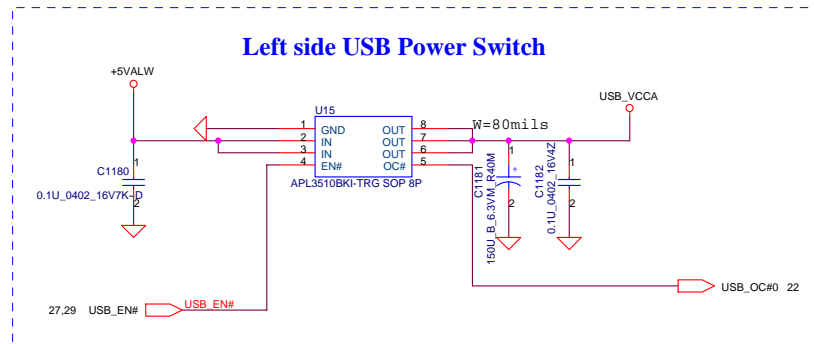 Left side USB Power Switch
+5VALW
USB_VCCA
U15
1 GND OUT 8
2 IN OUT 7
3 IN OUT 6
4 EN# OC# 5
W=80mils
APL3510BKI-TRG SOP 8P
C1180
1
2
0.1U_0402_16V7K~D
C1181
150U_B_6.3VM_R40M
+
1
2
C1182
0.1U_0402_16V4Z
1
2
27,29 USB_EN#
USB_EN#
USB_OC#0 22